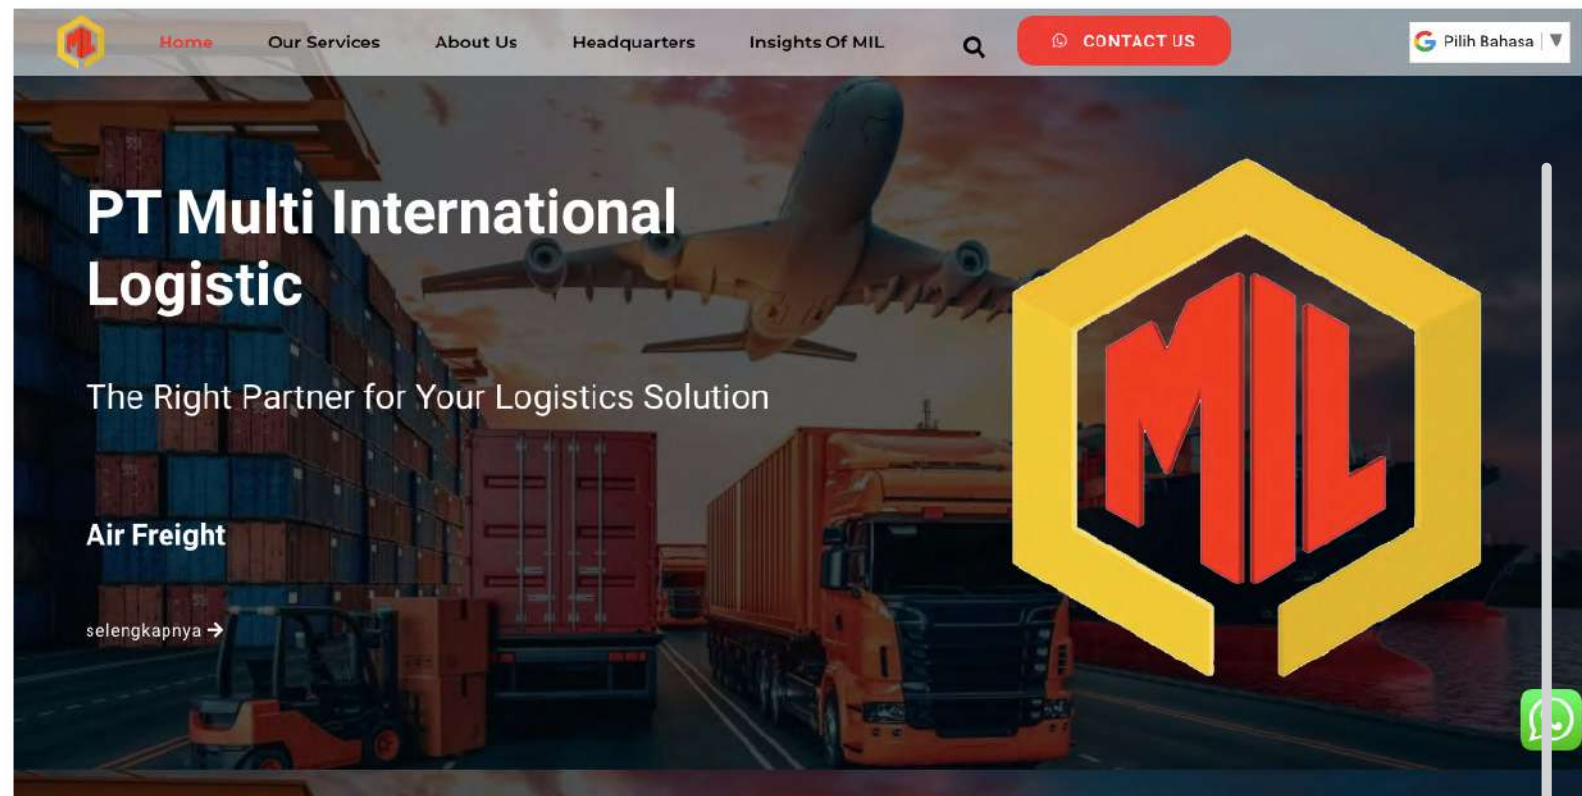 MIL
Home
Our Services
About Us
Headquarters
Insights Of MIL
CONTACT US
G Pilih Bahasa
PT Multi International
Logistic
The Right Partner for Your Logistics Solution
MIL
Air Freight
selengkapnya